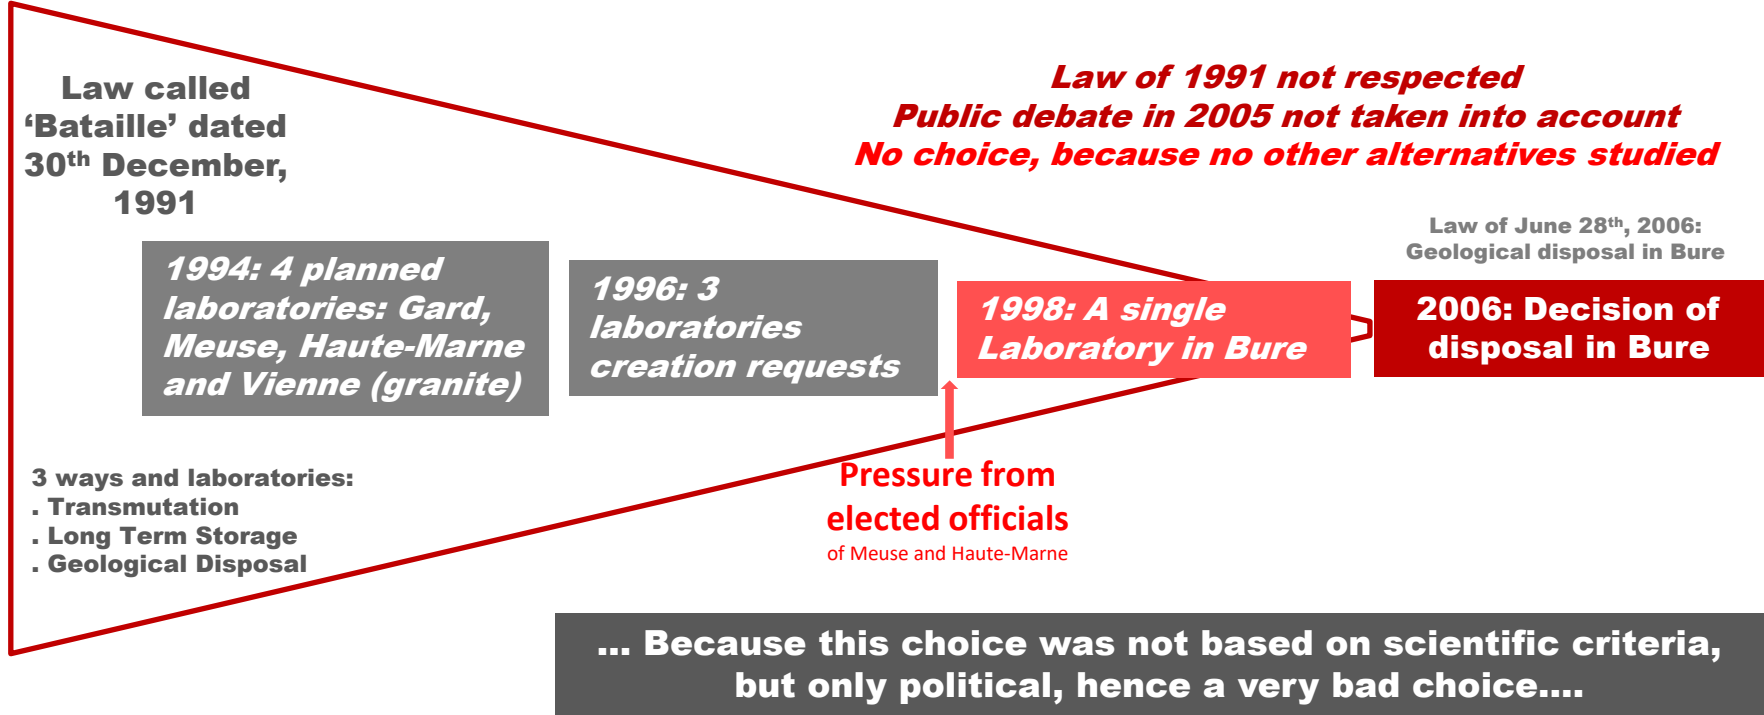 Law called
‘Bataille’ dated
30th December,
1991
Law of 1991 not respected
Public debate in 2005 not taken into account
No choice, because no other alternatives studied
Law of June 28th, 2006:
Geological disposal in Bure
1994: 4 planned
laboratories: Gard,
Meuse, Haute-Marne
and Vienne (granite)
1996: 3
laboratories
creation requests
1998: A single
Laboratory in Bure
2006: Decision of
disposal in Bure
3 ways and laboratories:
. Transmutation
. Long Term Storage
. Geological Disposal
Pressure from
elected officials
of Meuse and Haute-Marne
... Because this choice was not based on scientific criteria,
but only political, hence a very bad choice....